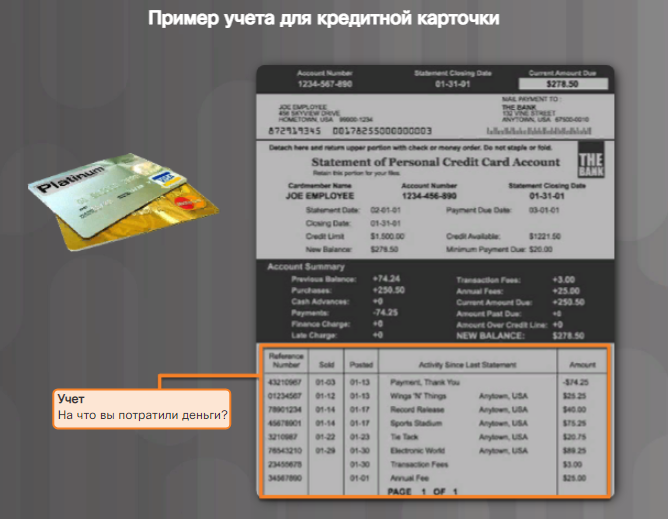 Пример учета для кредитной карточки
Account Number Statement Closing Date Current Amount Due
1234-567-890 01-31-01 $278.50
JOE EMPLOYEE MAIL PAYMENT TO :
456 SKYVIEW DRIVE THE BANK
HOMETOWN, USA 99000-1234 132 VINE STREET
ANYTOWN, USA 67500-0010
872919345 00178255000000003
Detach here and return upper portion with check or money order. Do not staple or fold.
Statement of Personal Credit Card Account
Retain this portion for your files.
THE
BANK
Cardmember Name Account Number Statement Closing Date
JOE EMPLOYEE 1234-456-890 01-31-01
Statement Date: 02-01-01 Payment Due Date: 03-01-01
Closing Date: 01-31-01
Credit Limit $1,500.00 Credit Available: $1221.50
New Balance: $278.50 Minimum Payment Due: $20.00
Platinum
VISA
Account Summary
Previous Balance: +74.24 Transaction Fees: +3.00
Purchases: +250.50 Annual Fees: +25.00
Cash Advances: +0 Current Amount Due: +250.50
Payments: -74.25 Amount Past Due: +0
Finance Charge: +0 Amount Over Credit Line: +0
Late Charge: +0 NEW BALANCE: $278.50
Reference
Number Sold Posted Activity Since Last Statement Amount
43210987 01-03 01-13 Payment, Thank You -$74.25
01234567 01-12 01-13 Wings 'N' Things Anytown, USA $25.25
78901234 01-14 01-17 Record Release Anytown, USA $40.00
45678901 01-14 01-17 Sports Stadium Anytown, USA $75.25
3210987 01-22 01-23 Tie Tack Anytown, USA $20.75
76543210 01-29 01-30 Electronic World Anytown, USA $89.25
23455678 01-30 Transaction Fees $3.00
34567890 01-01 Annual Fee $25.00
PAGE 1 OF 1
Учет
На что вы потратили деньги?